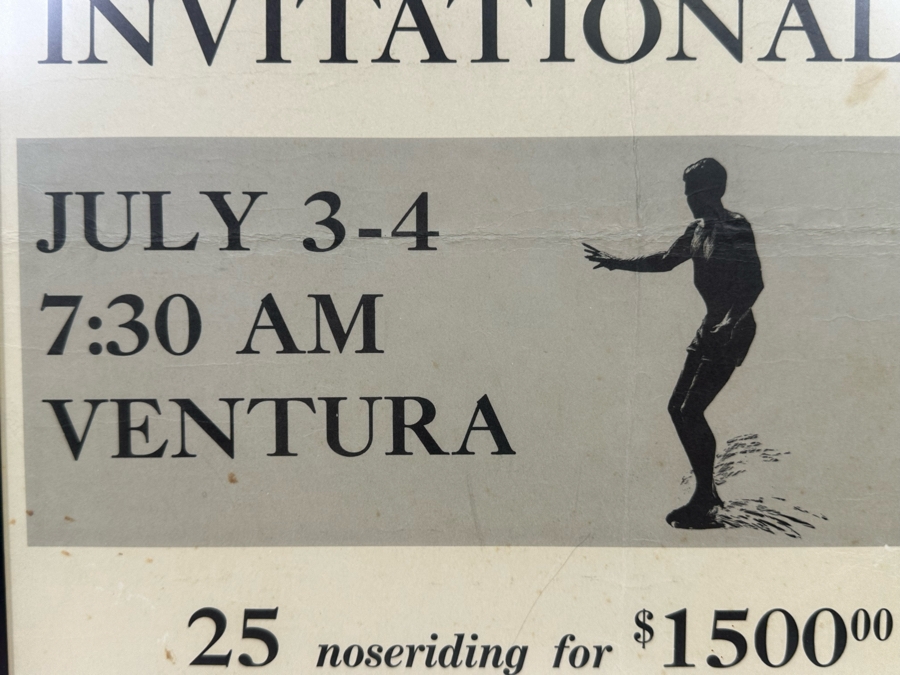 INVITATIONAL
JULY 3-4
7:30 AM
VENTURA
25 noseriding for $1500⁰⁰